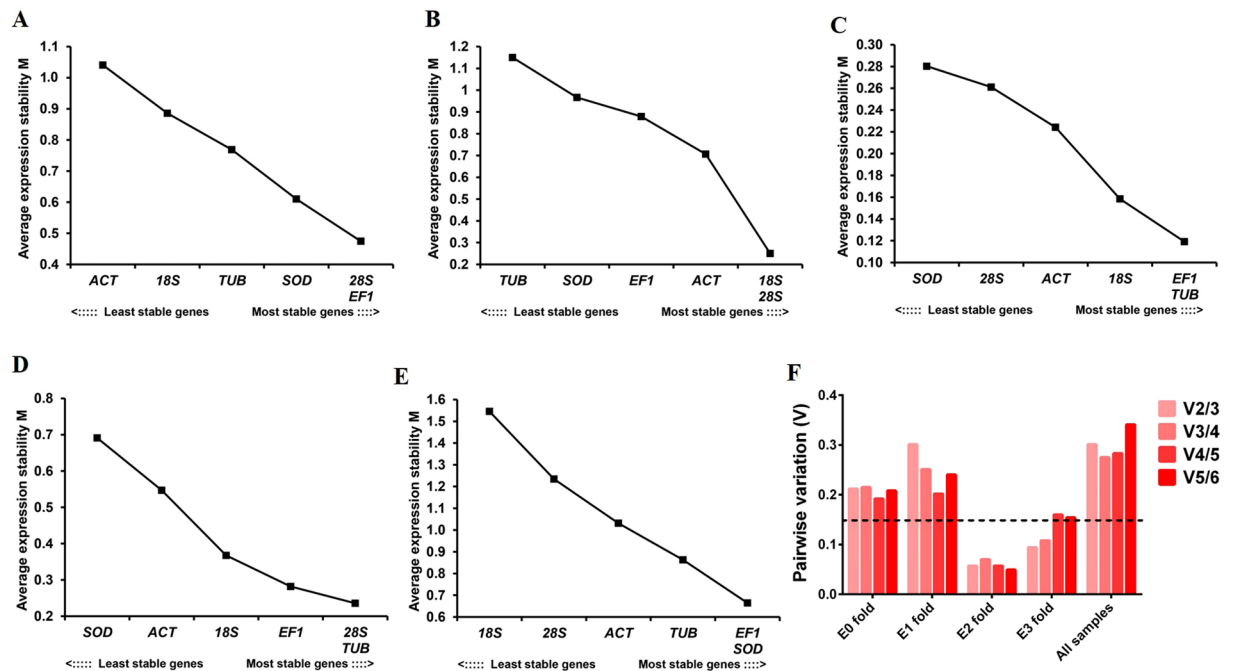 A
Average expression stability M
1.1
1.0
0.9
0.8
0.7
0.6
0.5
0.4
ACT 18S TUB SOD 28S
EF1
<::::: Least stable genes Most stable genes ::::>
B
Average expression stability M
1.2
1.1
1
0.9
0.8
0.7
0.6
0.5
0.4
0.3
0.2
TUB SOD EF1 ACT 18S
28S
<::::: Least stable genes Most stable genes ::::>
C
Average expression stability M
0.30
0.28
0.26
0.24
0.22
0.20
0.18
0.16
0.14
0.12
0.10
SOD 28S ACT 18S EF1
TUB
<::::: Least stable genes Most stable genes ::::>
D
Average expression stability M
0.8
0.7
0.6
0.5
0.4
0.3
0.2
SOD ACT 18S EF1 28S
TUB
<::::: Least stable genes Most stable genes ::::>
E
Average expression stability M
1.6
1.5
1.4
1.3
1.2
1.1
1.0
0.9
0.8
0.7
0.6
18S 28S ACT TUB EF1
SOD
<::::: Least stable genes Most stable genes ::::>
F
Pairwise variation (V)
0.4
0.3
0.2
0.1
0.0
E0 fold
E1 fold
E2 fold
E3 fold
All samples
V2/3
V3/4
V4/5
V5/6